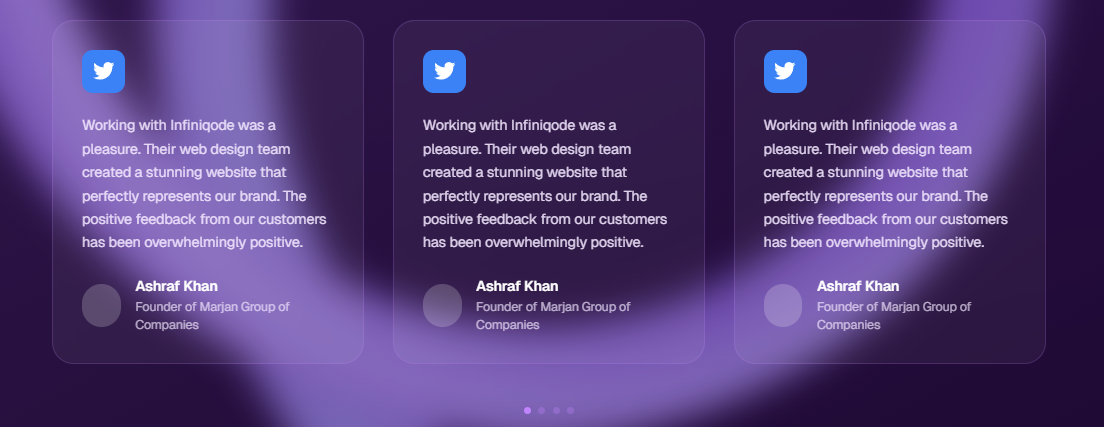 Working with Infiniqode was a
pleasure. Their web design team
created a stunning website that
perfectly represents our brand. The
positive feedback from our customers
has been overwhelmingly positive.
Ashraf Khan
Founder of Marjan Group of
Companies
Working with Infiniqode was a
pleasure. Their web design team
created a stunning website that
perfectly represents our brand. The
positive feedback from our customers
has been overwhelmingly positive.
Ashraf Khan
Founder of Marjan Group of
Companies
Working with Infiniqode was a
pleasure. Their web design team
created a stunning website that
perfectly represents our brand. The
positive feedback from our customers
has been overwhelmingly positive.
Ashraf Khan
Founder of Marjan Group of
Companies